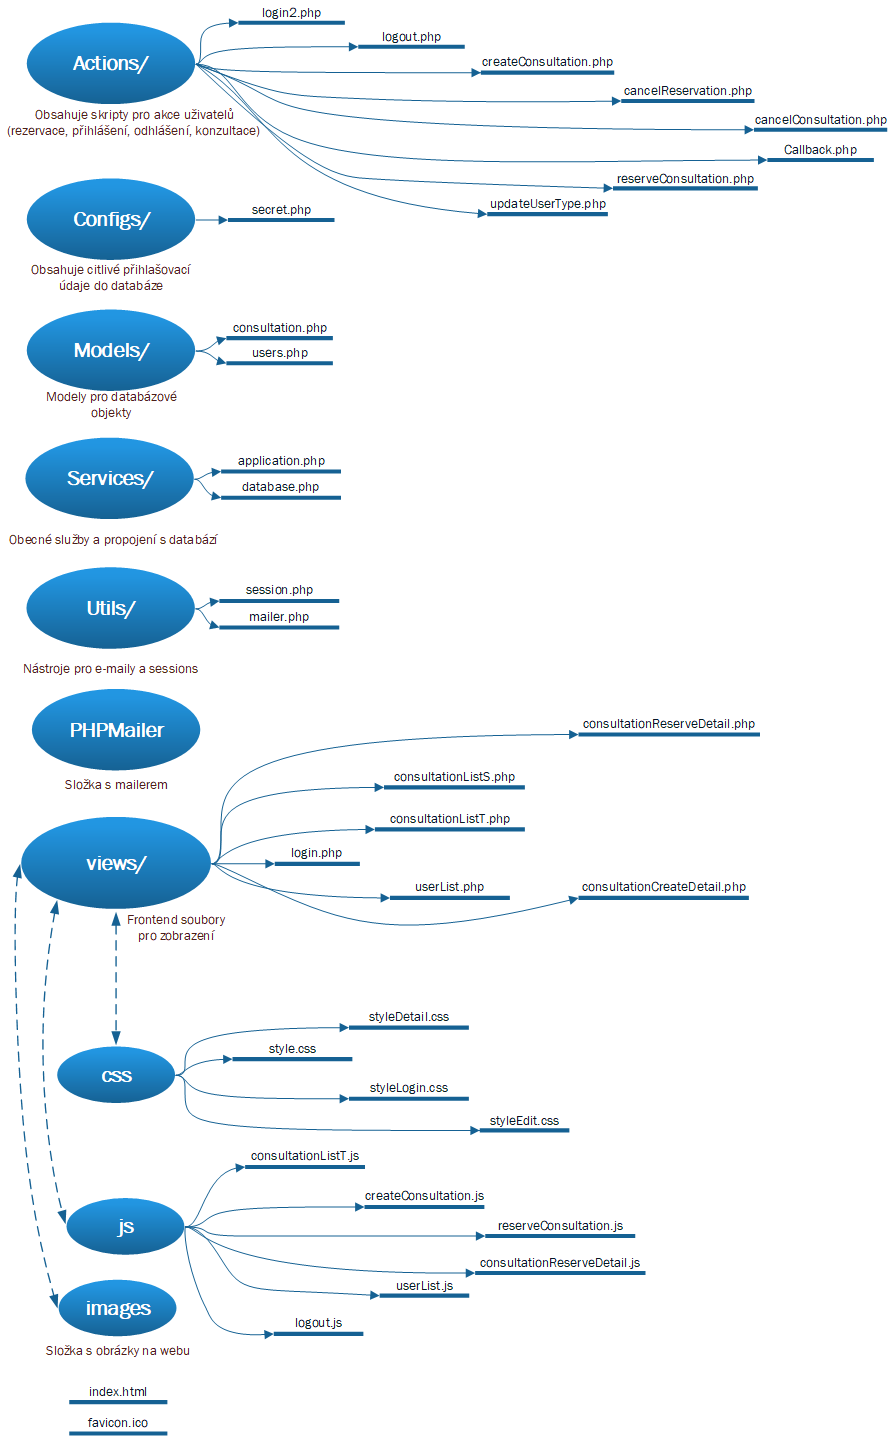 login2.php
logout.php
Actions/
createConsultation.php
cancelReservation.php
Obsahuje skripty pro akce uživatelů
(rezervace, přihlášení, odhlášení, konzultace)
cancelConsultation.php
Callback.php
reserveConsultation.php
updateUserType.php
Configs/
secret.php
Obsahuje citlivé přihlašovací
údaje do databáze
Models/
consultation.php
users.php
Modely pro databázové
objekty
Services/
application.php
database.php
Obecné služby a propojení s databází
Utils/
session.php
mailer.php
Nástroje pro e-maily a sessions
PHPMailer
Složka s mailerem
consultationReserveDetail.php
consultationListS.php
consultationListT.php
views/
login.php
userList.php
consultationCreateDetail.php
Frontend soubory
pro zobrazení
css
styleDetail.css
style.css
styleLogin.css
styleEdit.css
js
consultationListT.js
createConsultation.js
reserveConsultation.js
consultationReserveDetail.js
userList.js
logout.js
images
Složka s obrázky na webu
index.html
favicon.ico